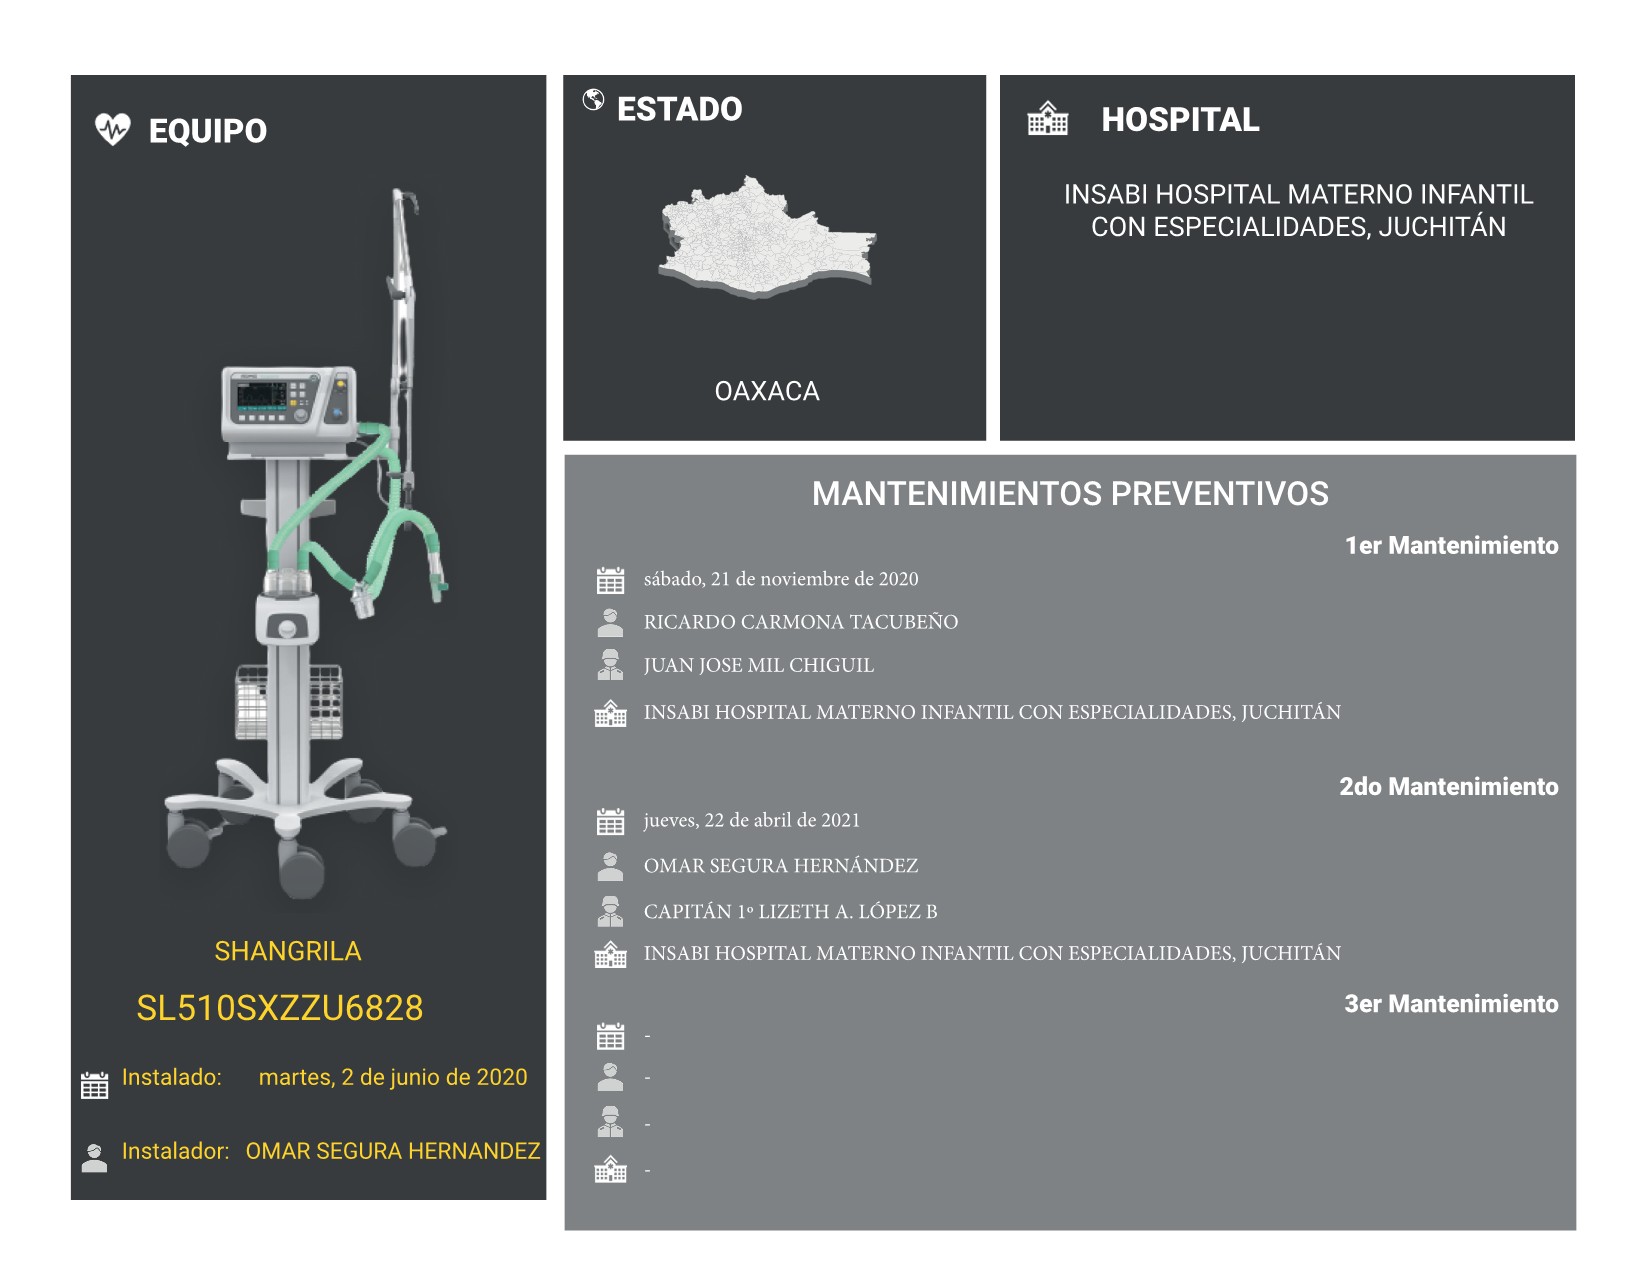 EQUIPO
SHANGRILA
SL510SXZZU6828
Instalado: martes, 2 de junio de 2020
Instalador: OMAR SEGURA HERNANDEZ
ESTADO
OAXACA
HOSPITAL
INSABI HOSPITAL MATERNO INFANTIL
CON ESPECIALIDADES, JUCHITÁN
MANTENIMIENTOS PREVENTIVOS
1er Mantenimiento
sábado, 21 de noviembre de 2020
RICARDO CARMONA TACUBEÑO
JUAN JOSE MIL CHIGUIL
INSABI HOSPITAL MATERNO INFANTIL CON ESPECIALIDADES, JUCHITÁN
2do Mantenimiento
jueves, 22 de abril de 2021
OMAR SEGURA HERNÁNDEZ
CAPITÁN 1º LIZETH A. LÓPEZ B
INSABI HOSPITAL MATERNO INFANTIL CON ESPECIALIDADES, JUCHITÁN
3er Mantenimiento
-
-
-
-